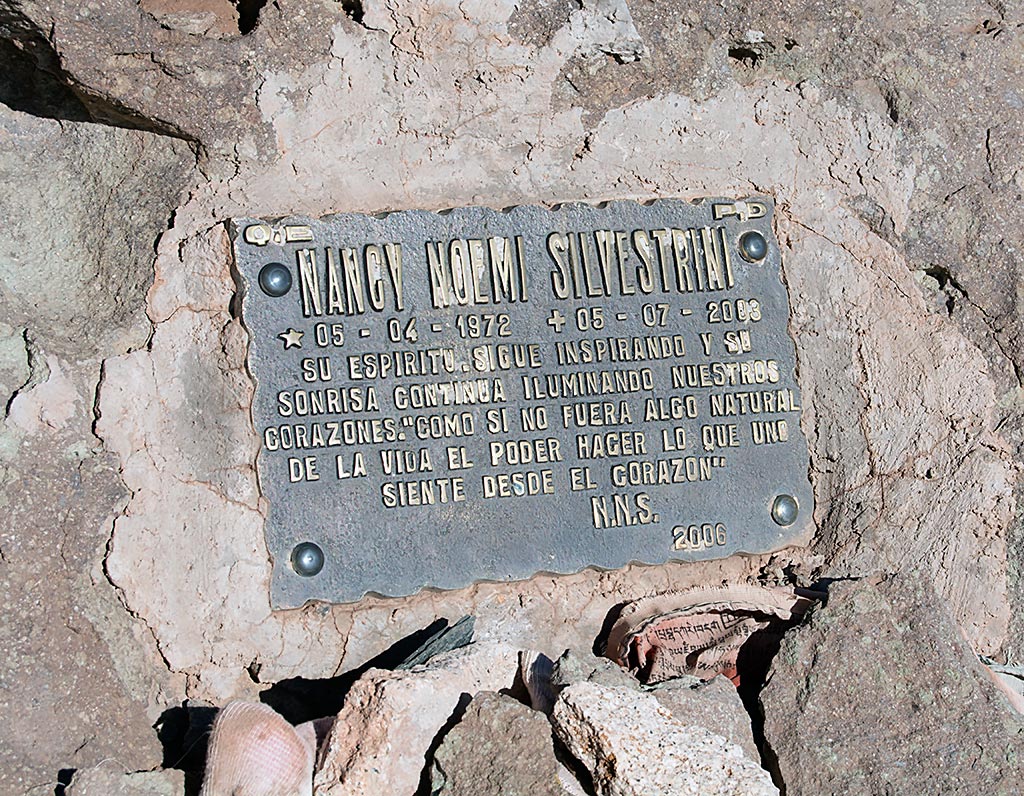 Q.E.P.D
NANCY NOEMI SILVESTRINI
★ 05 - 04 - 1972 + 05 - 07 - 2003
SU ESPIRITU.SIGUE INSPIRANDO Y SU
SONRISA CONTINUA ILUMINANDO NUESTROS
CORAZONES."COMO SI NO FUERA ALGO NATURAL
DE LA VIDA EL PODER HACER LO QUE UNO
SIENTE DESDE EL CORAZON"
N.N.S.
2006